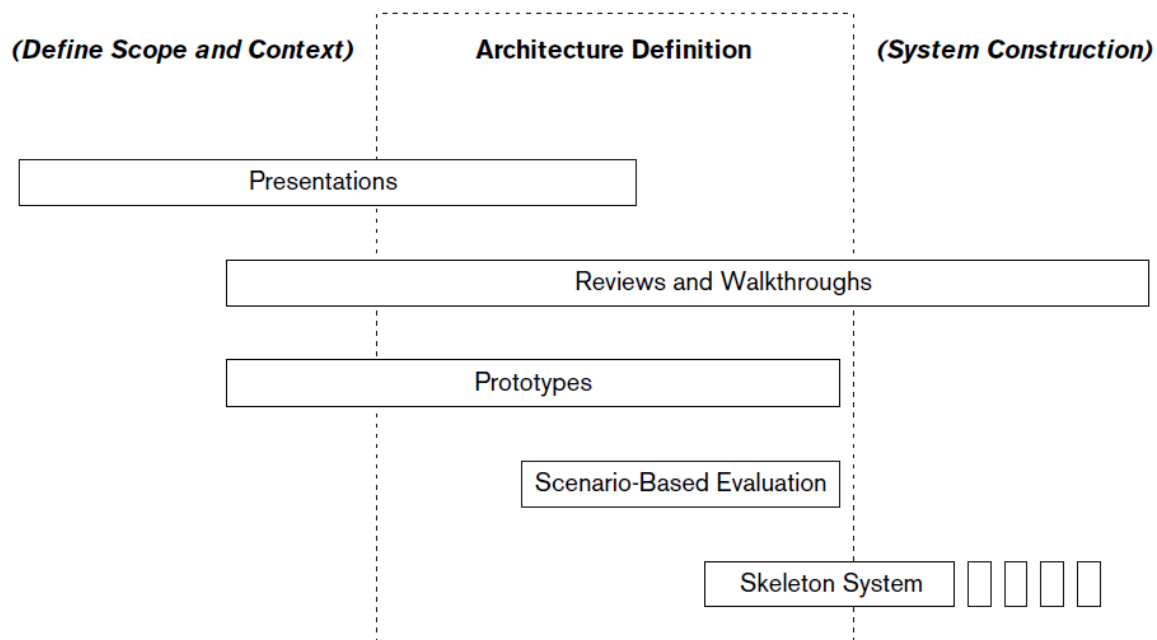 (Define Scope and Context)
Architecture Definition
(System Construction)
Presentations
Reviews and Walkthroughs
Prototypes
Scenario-Based Evaluation
Skeleton System